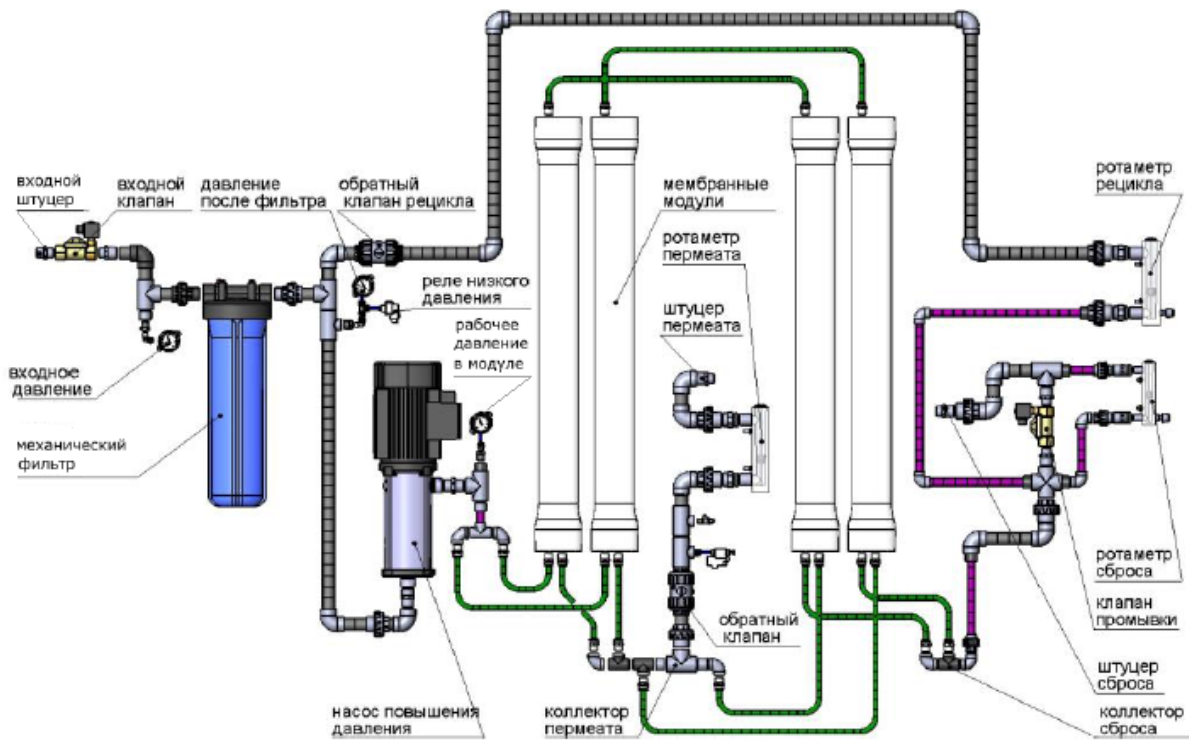 входной
штуцер
входной
клапан
давление
после фильтра
обратный
клапан рецикла
мембранные
модули
ротаметр
рецикла
ротаметр
пермеата
реле низкого
давления
штуцер
пермеата
рабочее
давление
в модуле
входное
давление
механический
фильтр
ротаметр
сброса
клапан
промывки
обратный
клапан
штуцер
сброса
насос повышения
давления
коллектор
пермеата
коллектор
сброса